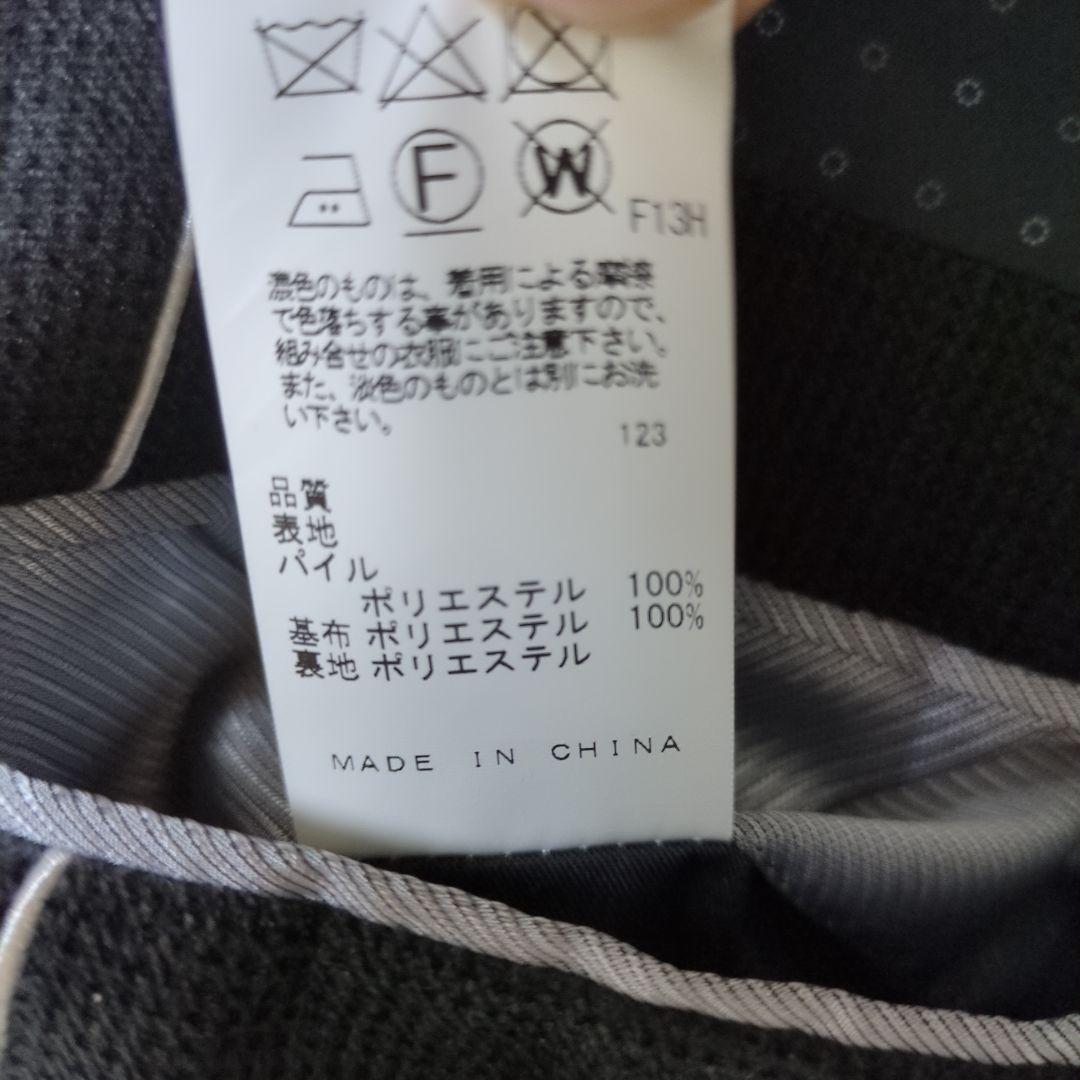 F
W
F13H
濃色のものは、着用による摩擦
で色落ちする事がありますので、
組み合せの衣服にご注意下さい。
また、淡色のものとは別にお洗
い下さい。
123
品質
表地
パイル
ポリエステル 100%
基布 ポリエステル 100%
裏地 ポリエステル
MADE IN CHINA